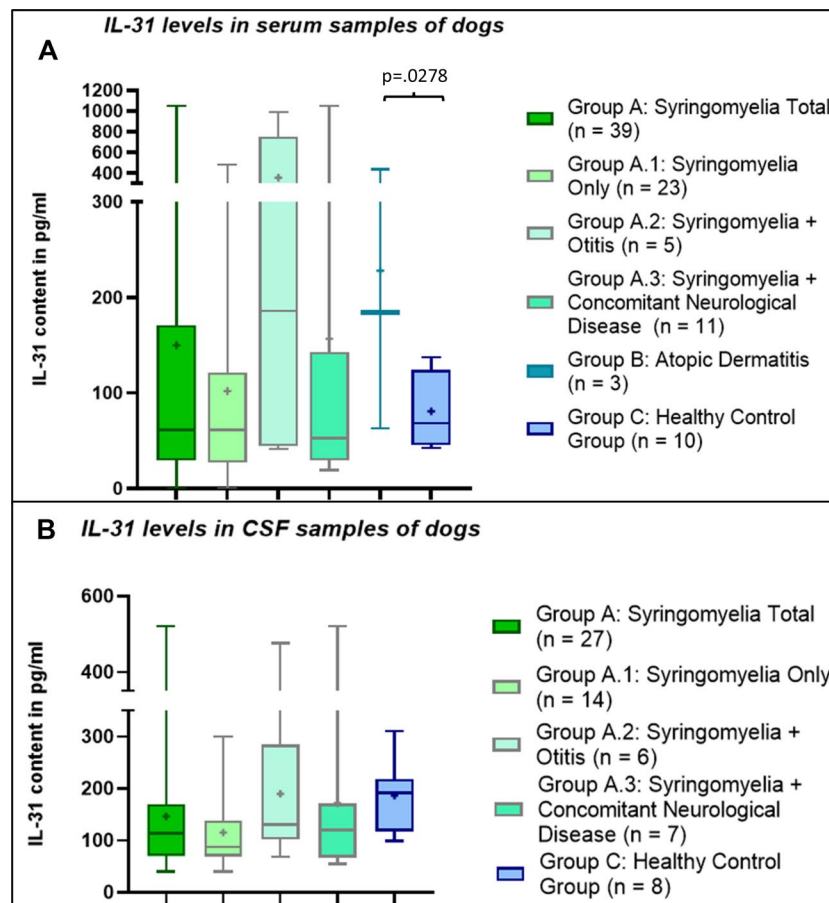 IL-31 levels in serum samples of dogs
A
p=.0278
IL-31 content in pg/ml
1200
1000
800
600
400
300
200
100
0
Group A: Syringomyelia Total
(n = 39)
Group A.1: Syringomyelia
Only (n = 23)
Group A.2: Syringomyelia +
Otitis (n = 5)
Group A.3: Syringomyelia +
Concomitant Neurological
Disease (n = 11)
Group B: Atopic Dermatitis
(n = 3)
Group C: Healthy Control
Group (n = 10)
B IL-31 levels in CSF samples of dogs
IL-31 content in pg/ml
600
400
300
200
100
0
Group A: Syringomyelia Total
(n = 27)
Group A.1: Syringomyelia Only
(n = 14)
Group A.2: Syringomyelia +
Otitis (n = 6)
Group A.3: Syringomyelia +
Concomitant Neurological
Disease (n = 7)
Group C: Healthy Control
Group (n = 8)